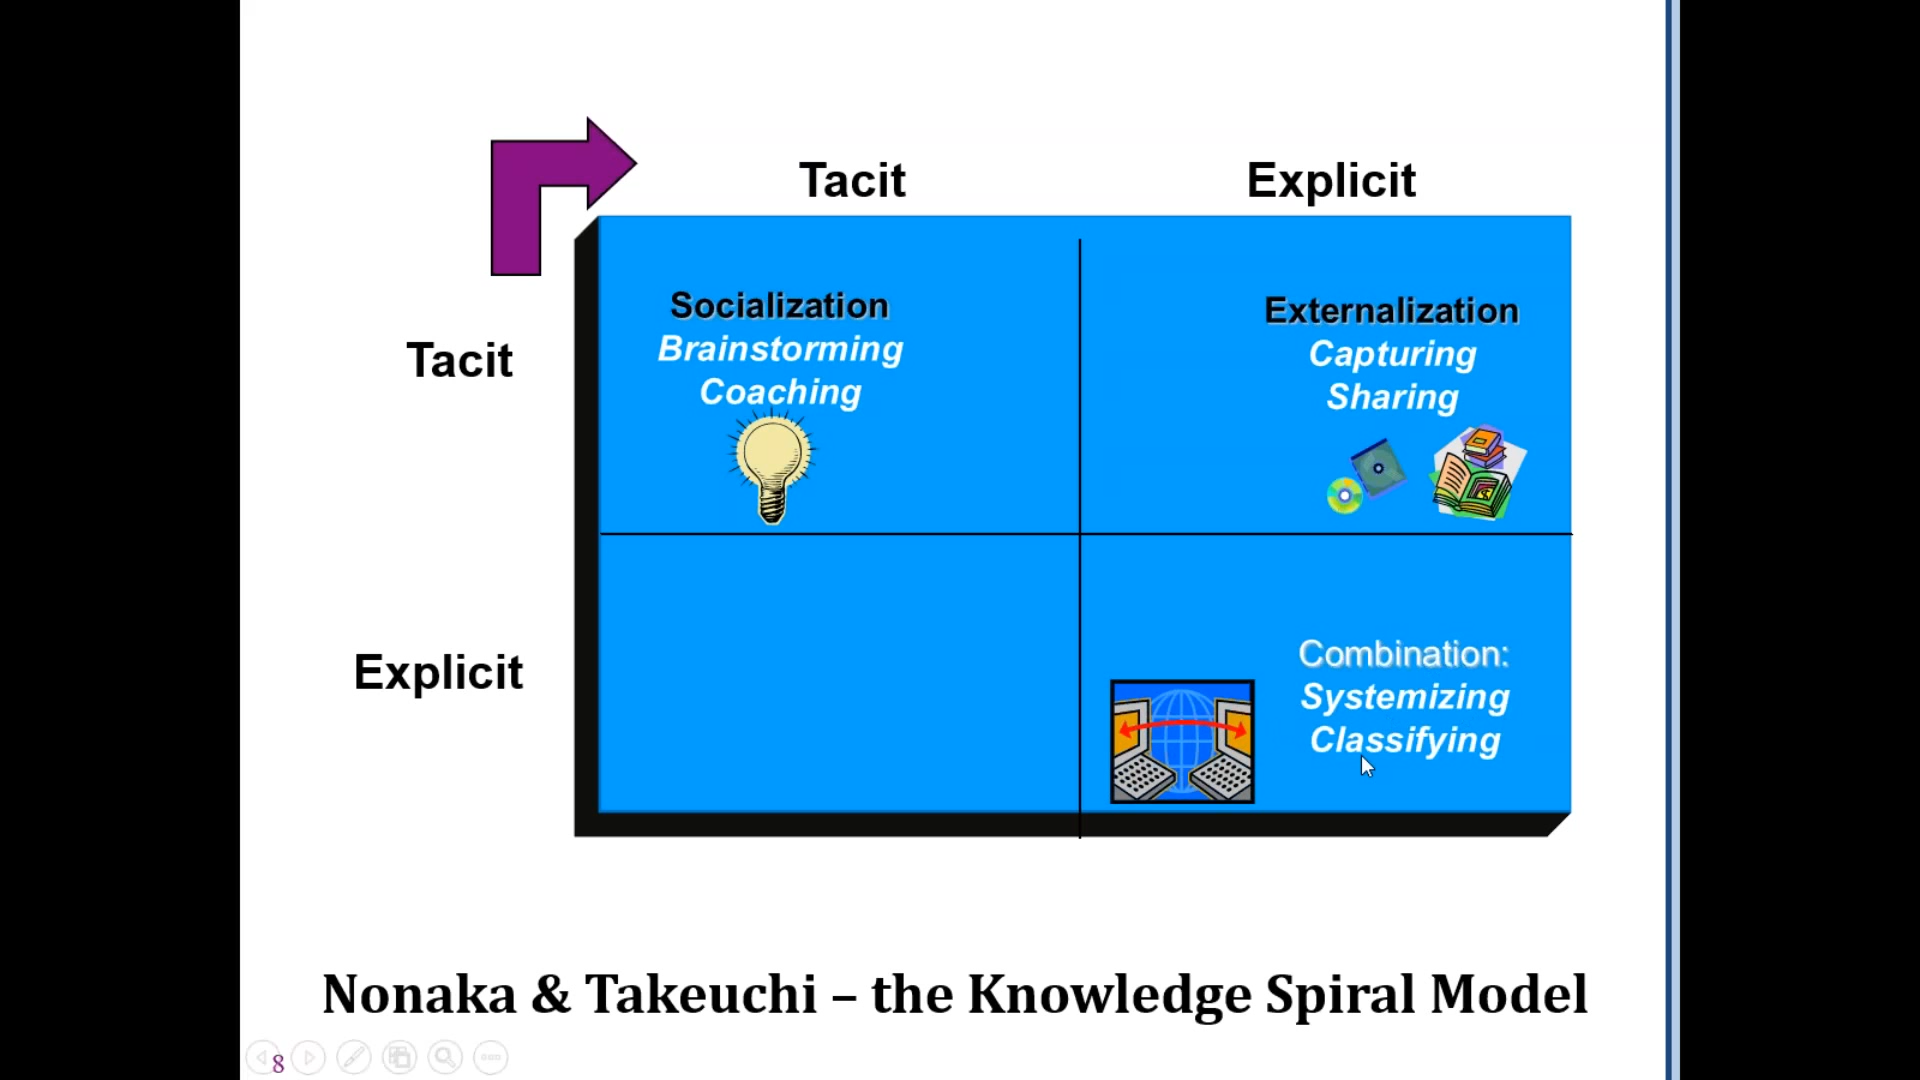 Tacit Explicit
Tacit
Socialization
Brainstorming
Coaching
Externalization
Capturing
Sharing
Explicit
Combination:
Systemizing
Classifying
Nonaka & Takeuchi – the Knowledge Spiral Model
8